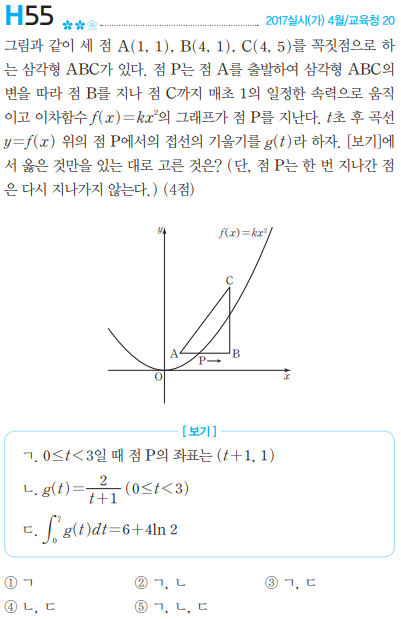 H55 ✿✿❀ 2017실시(가) 4월/교육청 20
그림과 같이 세 점 A(1, 1), B(4, 1), C(4, 5)를 꼭짓점으로 하
는 삼각형 ABC가 있다. 점 P는 점 A를 출발하여 삼각형 ABC의
변을 따라 점 B를 지나 점 C까지 매초 1의 일정한 속력으로 움직
이고 이차함수 f(x)=kx²의 그래프가 점 P를 지난다. t초 후 곡선
y=f(x) 위의 점 P에서의 접선의 기울기를 g(t)라 하자. [보기]에
서 옳은 것만을 있는 대로 고른 것은? (단, 점 P는 한 번 지나간 점
은 다시 지나가지 않는다.) (4점)
y f(x)=kx²
C
A B
P→
O x
[보기]
ㄱ. 0≤t<3일 때 점 P의 좌표는 (t+1, 1)
ㄴ. g(t)=2/(t+1) (0≤t<3)
ㄷ. ∫₀⁷ g(t)dt=6+4ln 2
① ㄱ ② ㄱ, ㄴ ③ ㄱ, ㄷ
④ ㄴ, ㄷ ⑤ ㄱ, ㄴ, ㄷ